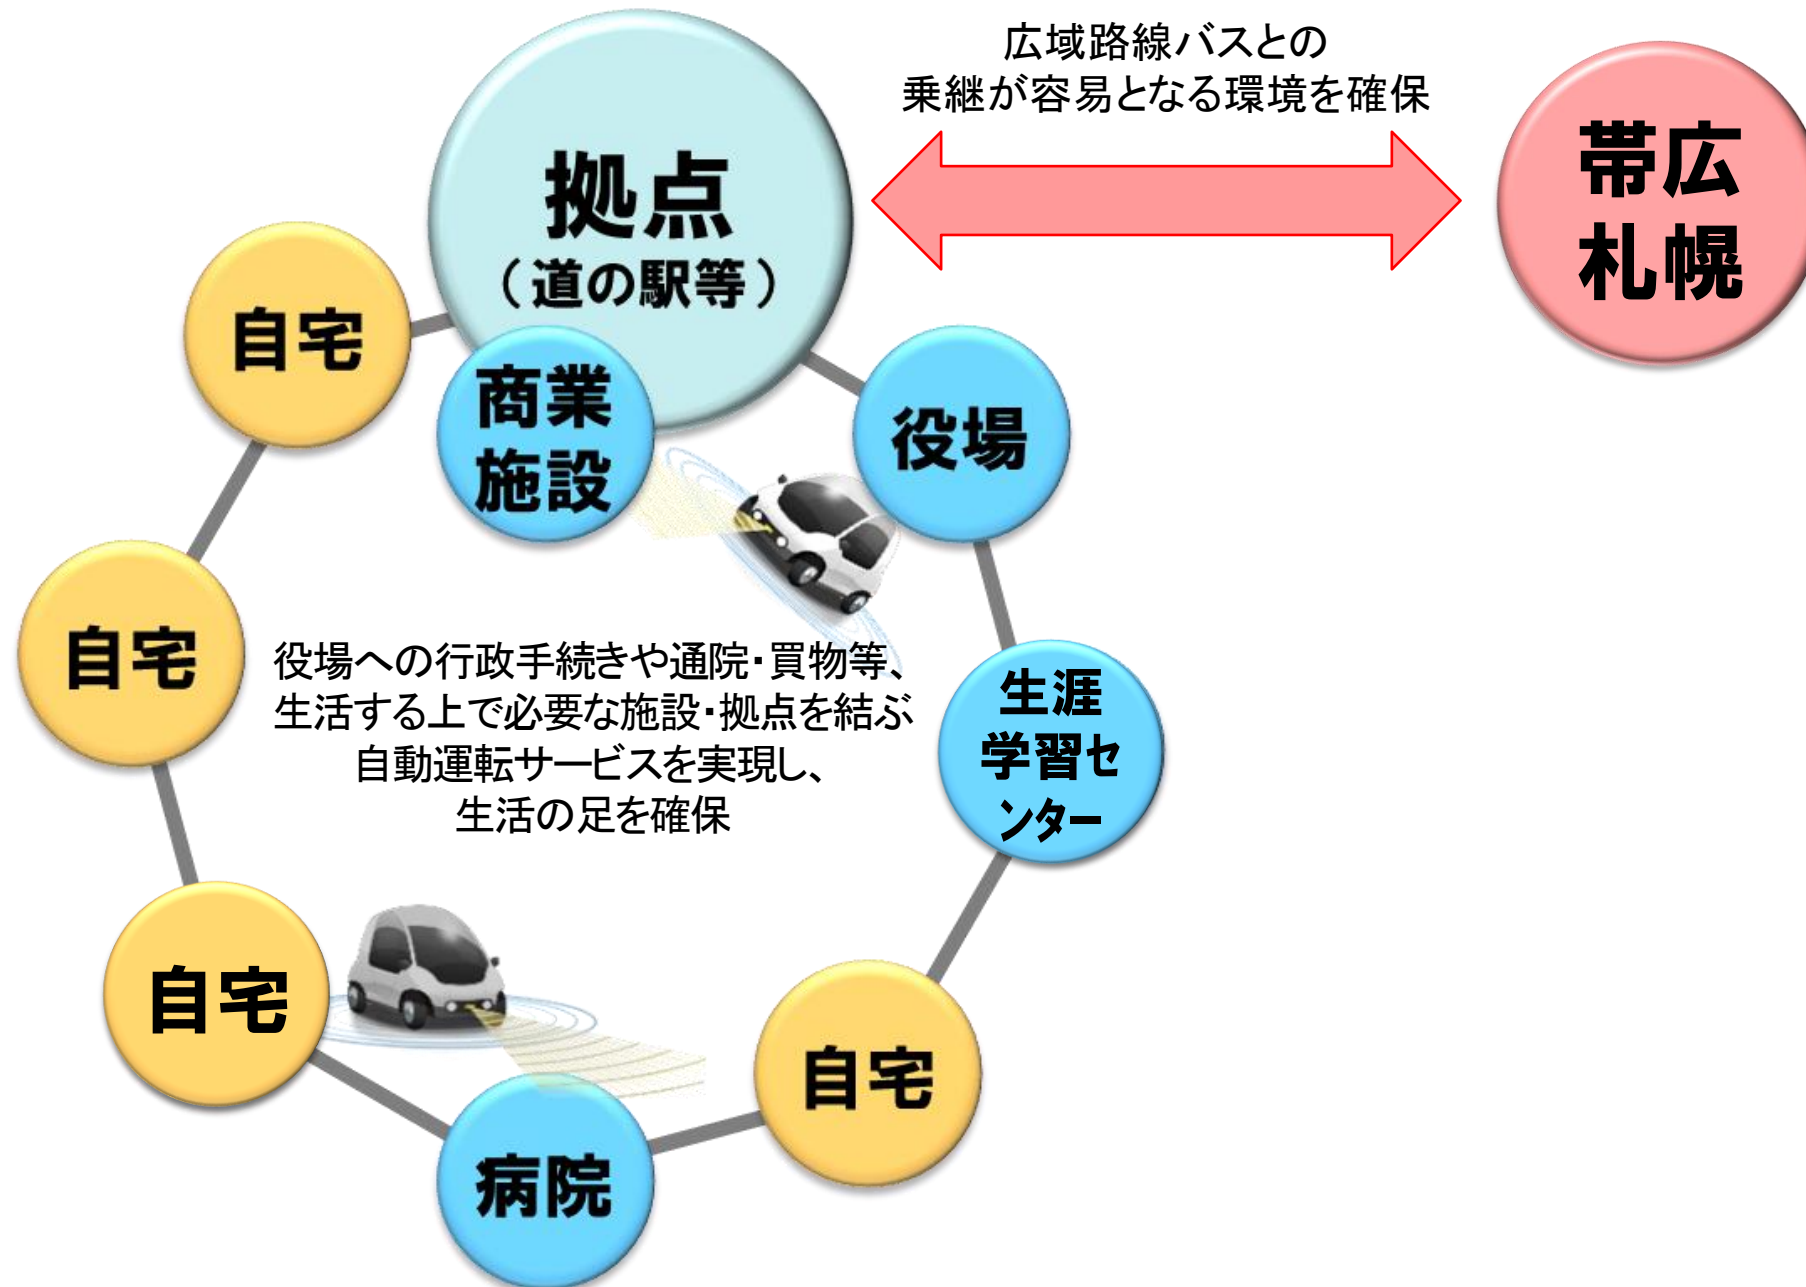 広域路線バスとの
乗継が容易となる環境を確保
帯広
札幌
拠点
（道の駅等）
自宅
商業
施設
役場
自宅
役場への行政手続きや通院・買物等、
生活する上で必要な施設・拠点を結ぶ
自動運転サービスを実現し、
生活の足を確保
生涯
学習セ
ンター
自宅
自宅
病院